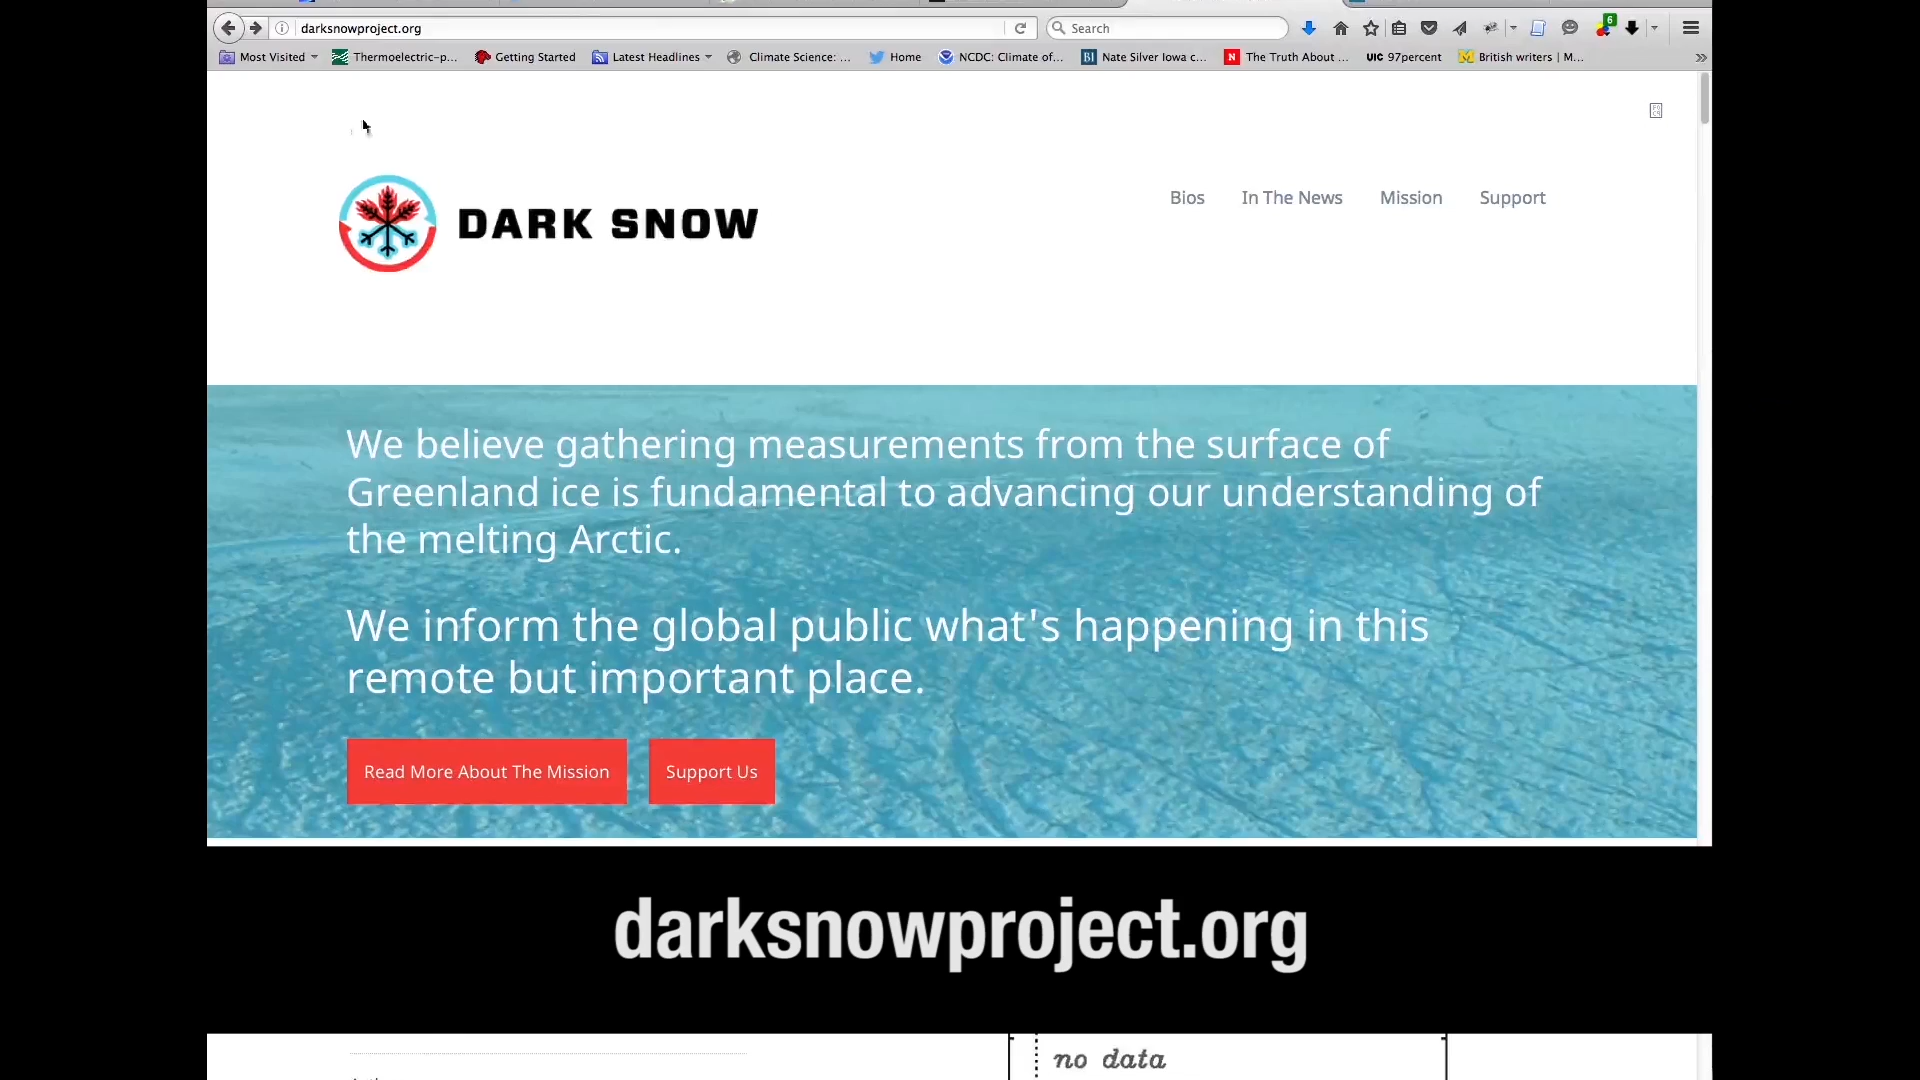 darksnowproject.org
Search
6
Most Visited
Thermoelectric-p...
Getting Started
Latest Headlines
Climate Science: ...
Home
NCDC: Climate of...
BI
Nate Silver Iowa c...
N
The Truth About ...
UIC 97percent
M
British writers | M...
DARK SNOW
Bios
In The News
Mission
Support
We believe gathering measurements from the surface of
Greenland ice is fundamental to advancing our understanding of
the melting Arctic.
We inform the global public what's happening in this
remote but important place.
Read More About The Mission
Support Us
darksnowproject.org
no data